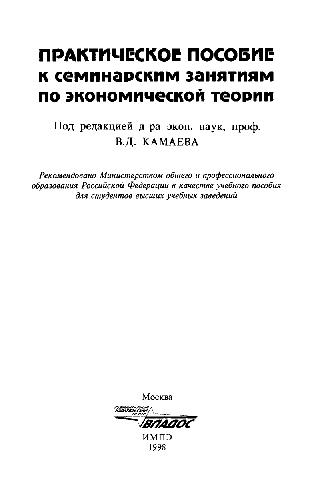 ПРАКТИЧЕСКОЕ ПОСОБИЕ
К СЕМИНАРСКИМ ЗАНЯТИЯМ
ПО ЭКОНОМИЧЕСКОЙ ТЕОРИИ
Под редакцией д ра экон. наук, проф.
В.Д. КАМАЕВА
Рекомендовано Министерством общего и профессионального
образования Российской Федерации в качестве учебного пособия
для студентов высших учебных заведений
Москва
ВЛАДОС
ИМПЭ
1998